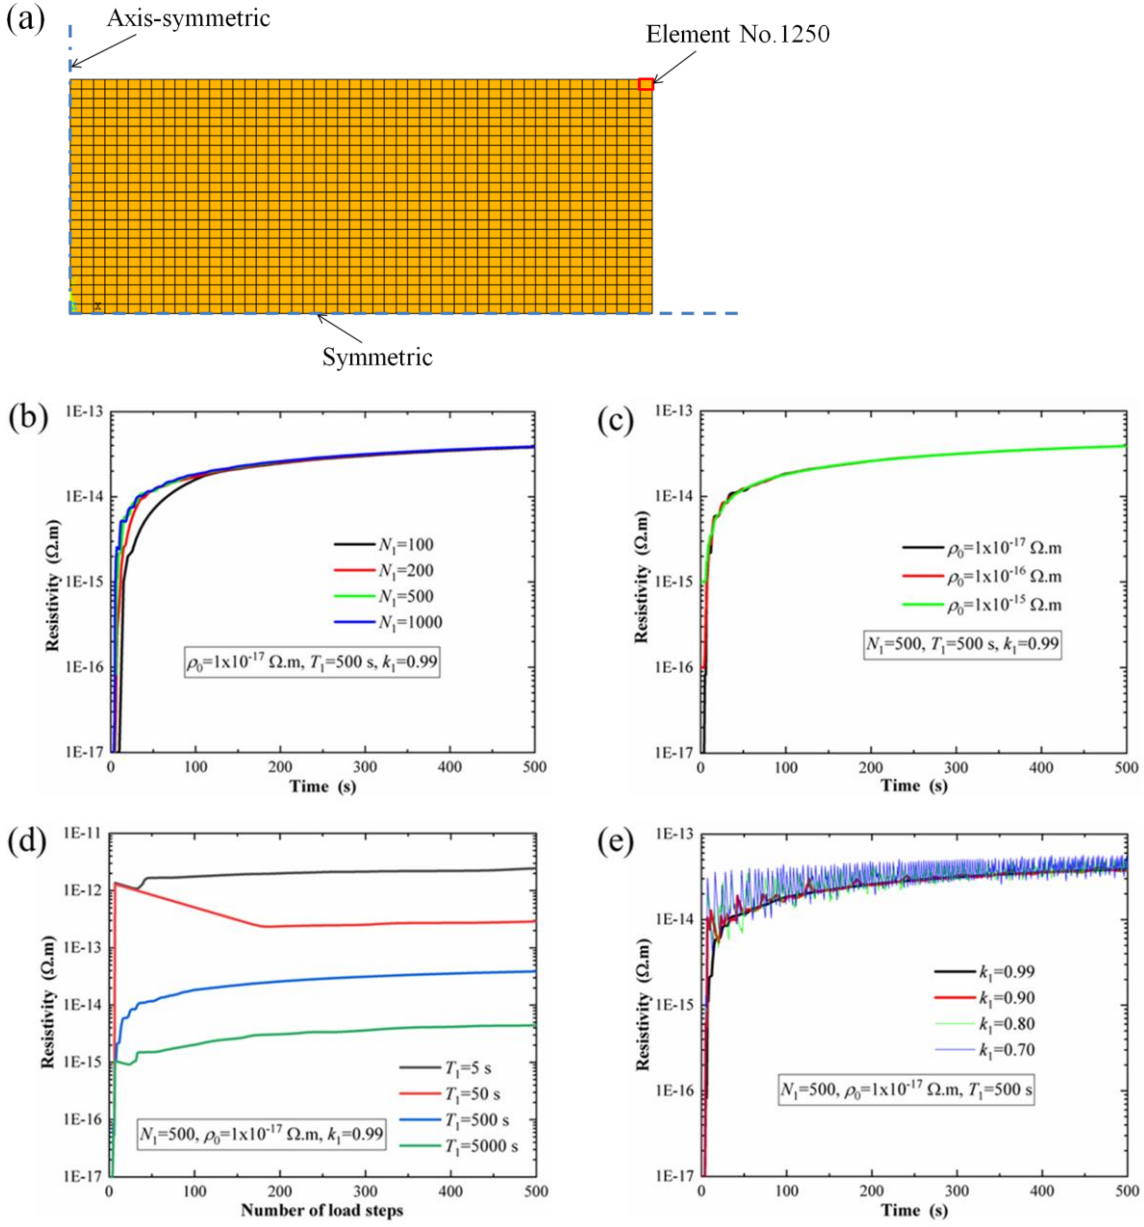 (a)
Axis-symmetric
Element No.1250
X
Symmetric
(b)
1E-13
1E-14
1E-15
1E-16
1E-17
Resistivity (Ω.m)
N₁=100
N₁=200
N₁=500
N₁=1000
ρ₀=1x10⁻¹⁷ Ω.m, T₁=500 s, k₁=0.99
0 100 200 300 400 500
Time (s)
(c)
1E-13
1E-14
1E-15
1E-16
1E-17
Resistivity (Ω.m)
ρ₀=1x10⁻¹⁷ Ω.m
ρ₀=1x10⁻¹⁶ Ω.m
ρ₀=1x10⁻¹⁵ Ω.m
N₁=500, T₁=500 s, k₁=0.99
0 100 200 300 400 500
Time (s)
(d)
1E-11
1E-12
1E-13
1E-14
1E-15
1E-16
1E-17
Resistivity (Ω.m)
T₁=5 s
T₁=50 s
T₁=500 s
T₁=5000 s
N₁=500, ρ₀=1x10⁻¹⁷ Ω.m, k₁=0.99
0 100 200 300 400 500
Number of load steps
(e)
1E-13
1E-14
1E-15
1E-16
1E-17
Resistivity (Ω.m)
k₁=0.99
k₁=0.90
k₁=0.80
k₁=0.70
N₁=500, ρ₀=1x10⁻¹⁷ Ω.m, T₁=500 s
0 100 200 300 400 500
Time (s)